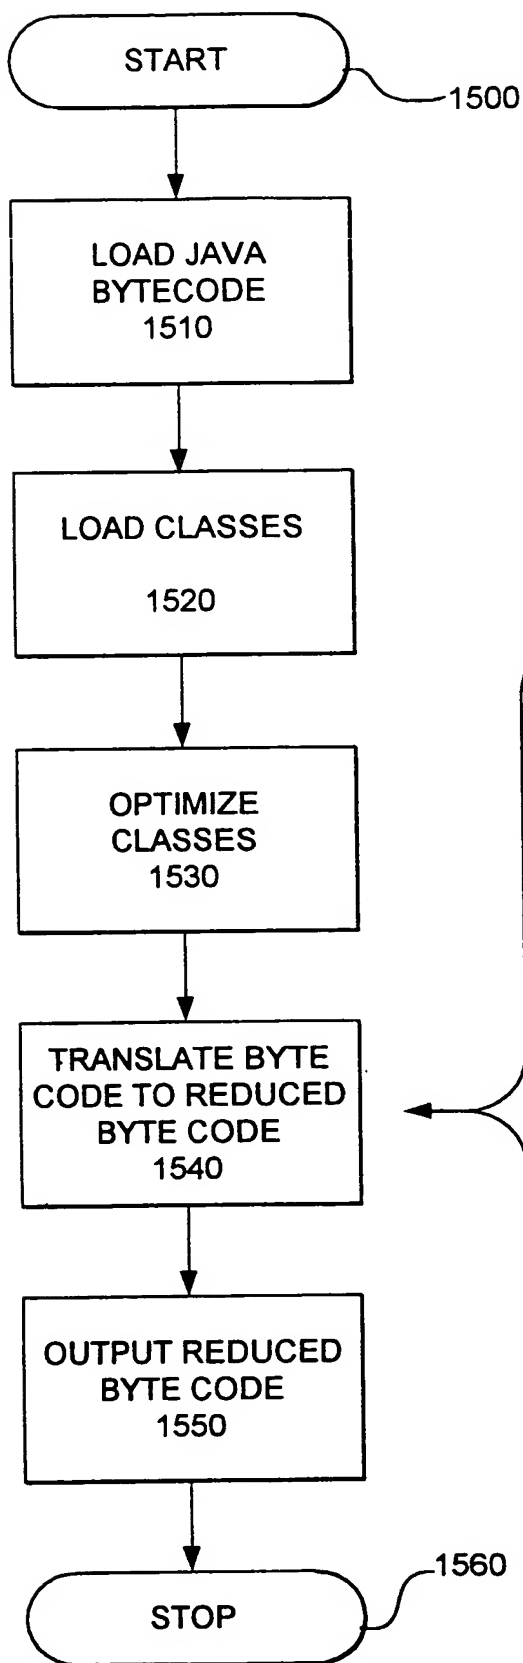 START
1500
LOAD JAVA
BYTECODE
1510
LOAD CLASSES
1520
OPTIMIZE
CLASSES
1530
TRANSLATE BYTE
CODE TO REDUCED
BYTE CODE
1540
OUTPUT REDUCED
BYTE CODE
1550
1560
STOP